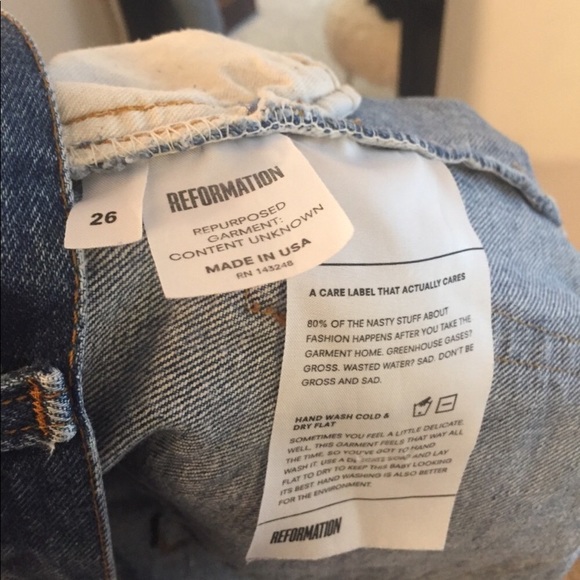 26
REFORMATION
REPURPOSED
GARMENT:
CONTENT UNKNOWN
MADE IN USA
RN 143248
A CARE LABEL THAT ACTUALLY CARES
80% OF THE NASTY STUFF ABOUT
FASHION HAPPENS AFTER YOU TAKE THE
GARMENT HOME. GREENHOUSE GASES?
GROSS. WASTED WATER? SAD. DON'T BE
GROSS AND SAD.
HAND WASH COLD &
DRY FLAT
SOMETIMES YOU FEEL A LITTLE DELICATE.
WELL, THIS GARMENT FEELS THAT WAY ALL
THE TIME. SO YOU'VE GOT TO HAND
WASH IT. USE A SOAP AND LAY
FLAT TO DRY TO KEEP THIS BABY LOOKING
ITS BEST. HAND WASHING IS ALSO BETTER
FOR THE ENVIRONMENT.
REFORMATION